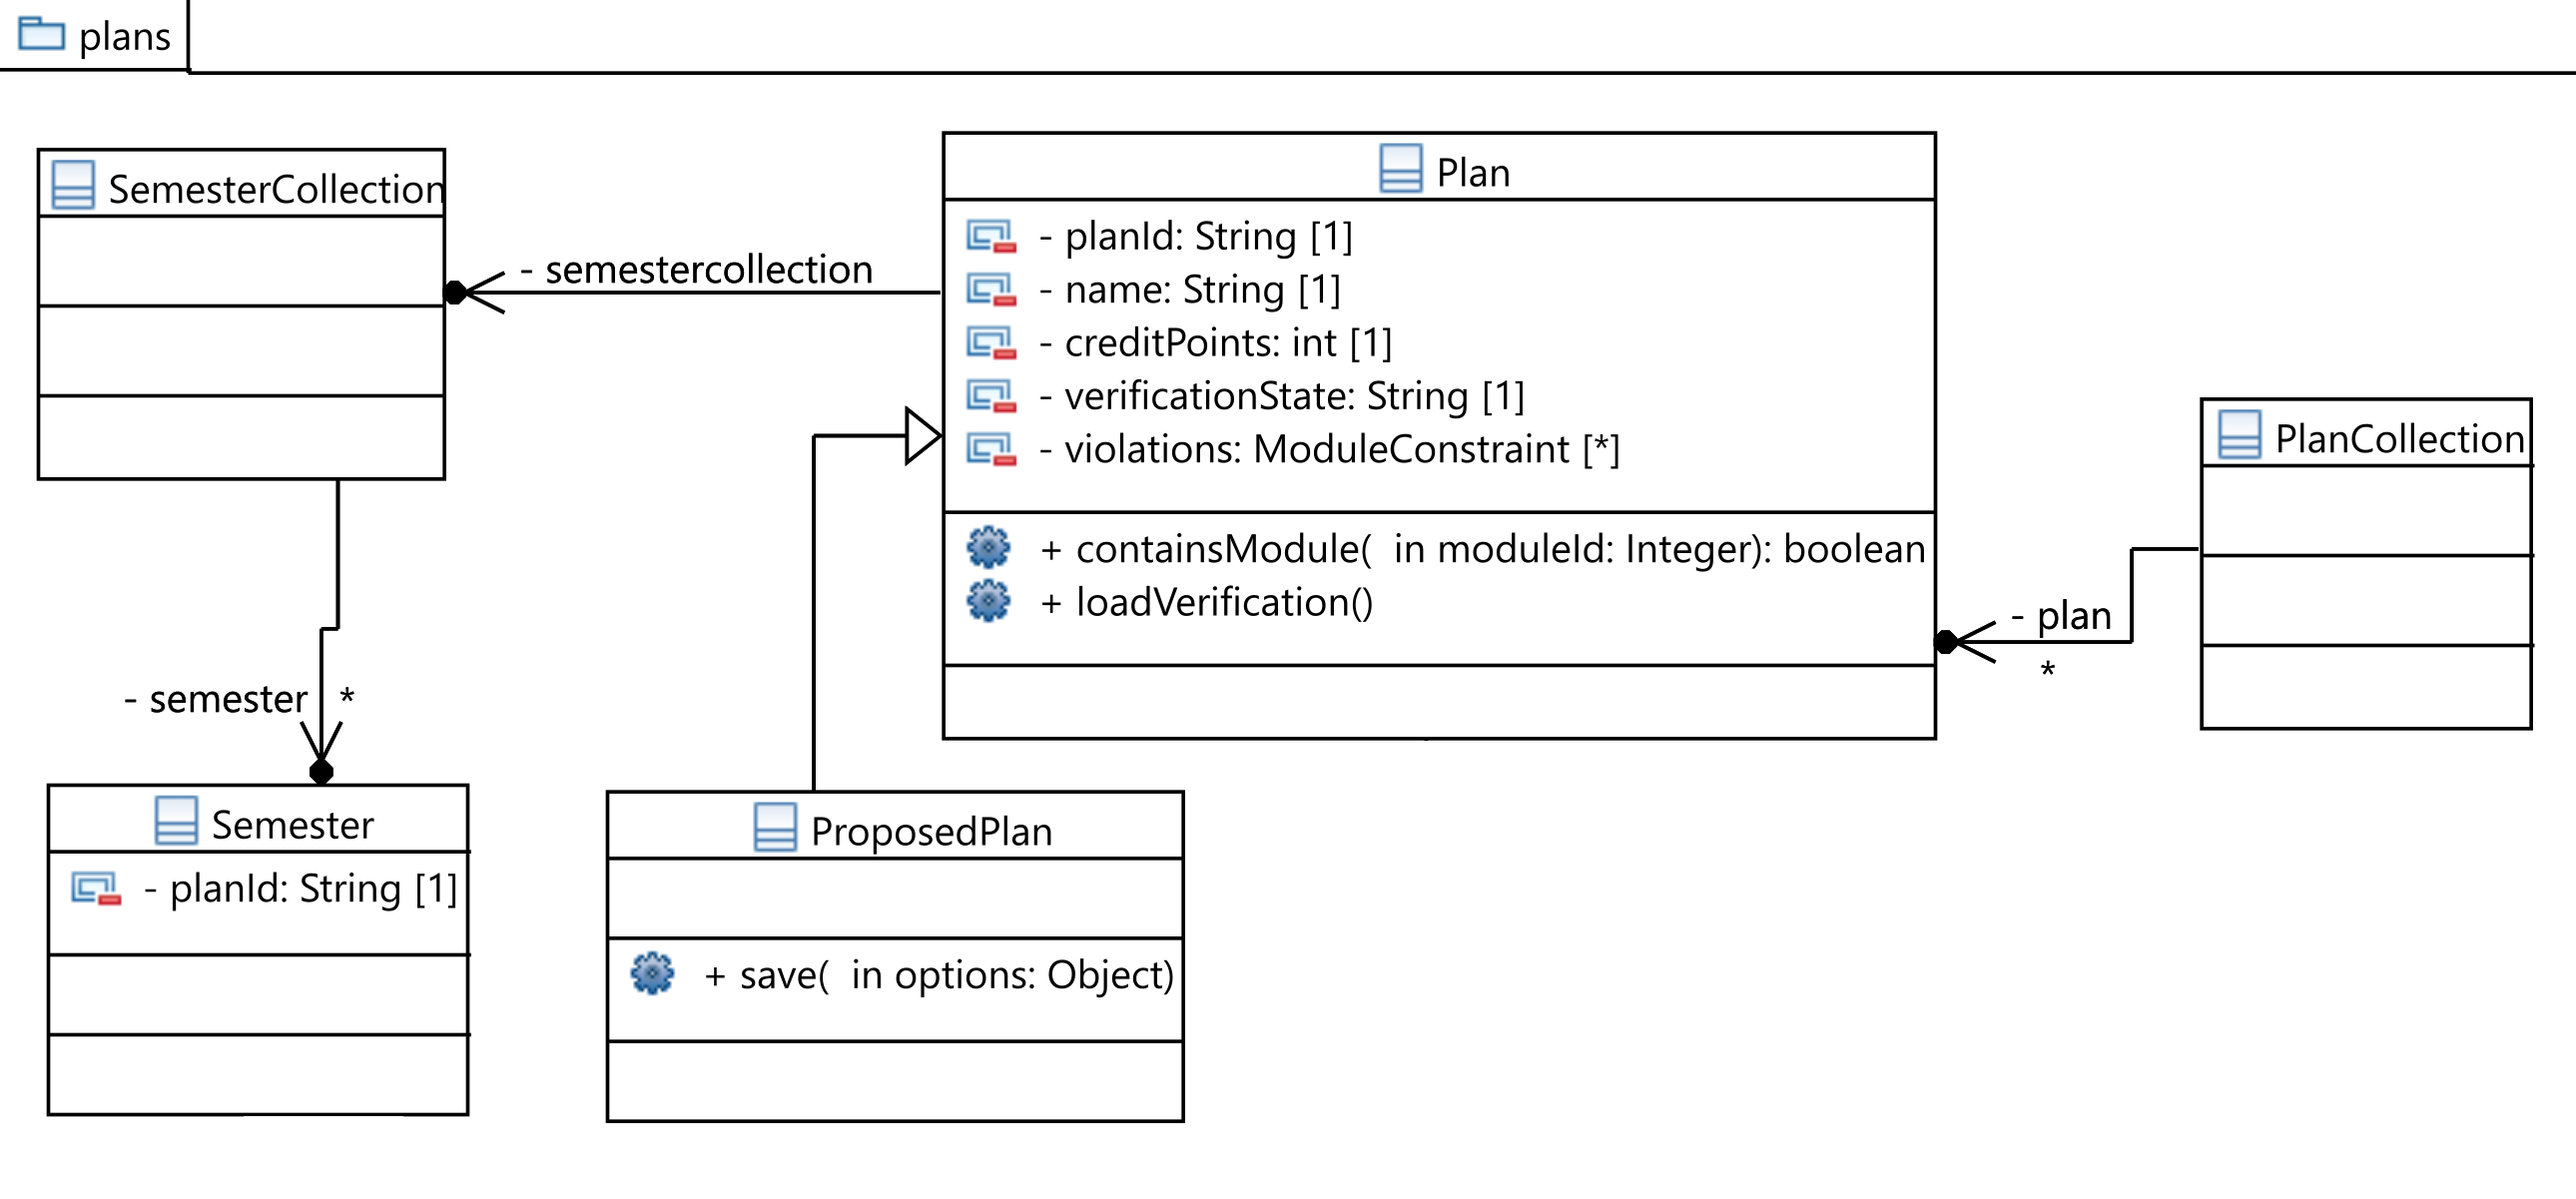 plans
SemesterCollection
- semestercollection
- semester
*
Semester
- planId: String [1]
Plan
- planId: String [1]
- name: String [1]
- creditPoints: int [1]
- verificationState: String [1]
- violations: ModuleConstraint [*]
+ containsModule(  in moduleId: Integer): boolean
+ loadVerification()
ProposedPlan
+ save(  in options: Object)
- plan
*
PlanCollection